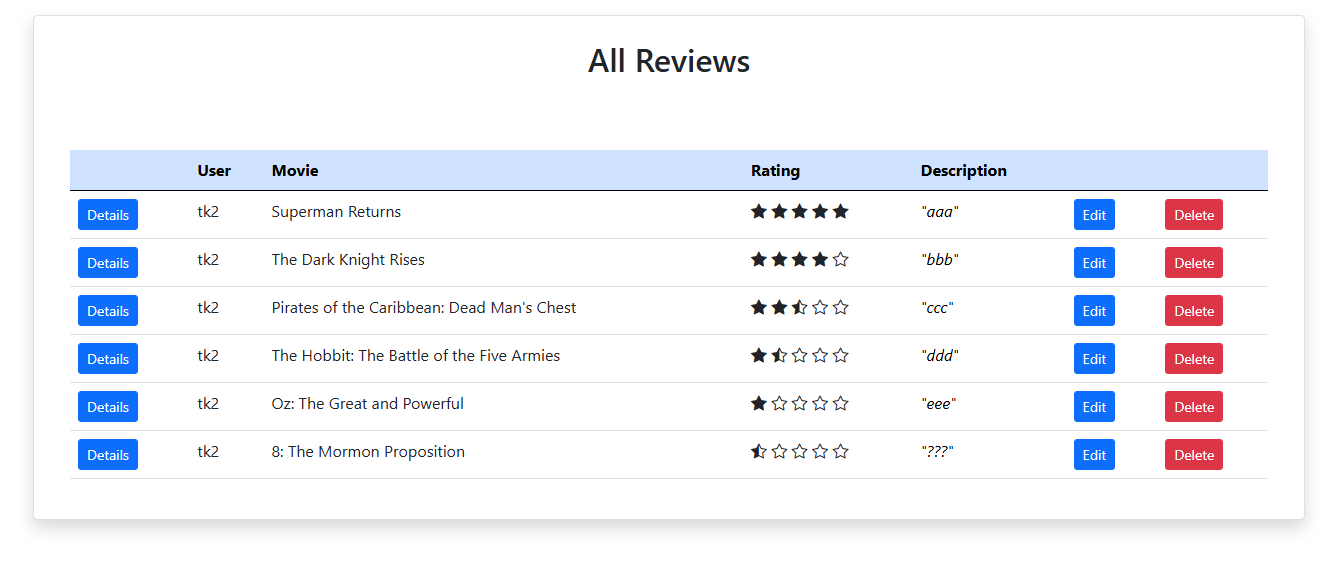 All Reviews
User Movie Rating Description
Details tk2 Superman Returns "aaa" Edit Delete
Details tk2 The Dark Knight Rises "bbb" Edit Delete
Details tk2 Pirates of the Caribbean: Dead Man's Chest "ccc" Edit Delete
Details tk2 The Hobbit: The Battle of the Five Armies "ddd" Edit Delete
Details tk2 Oz: The Great and Powerful "eee" Edit Delete
Details tk2 8: The Mormon Proposition "???" Edit Delete